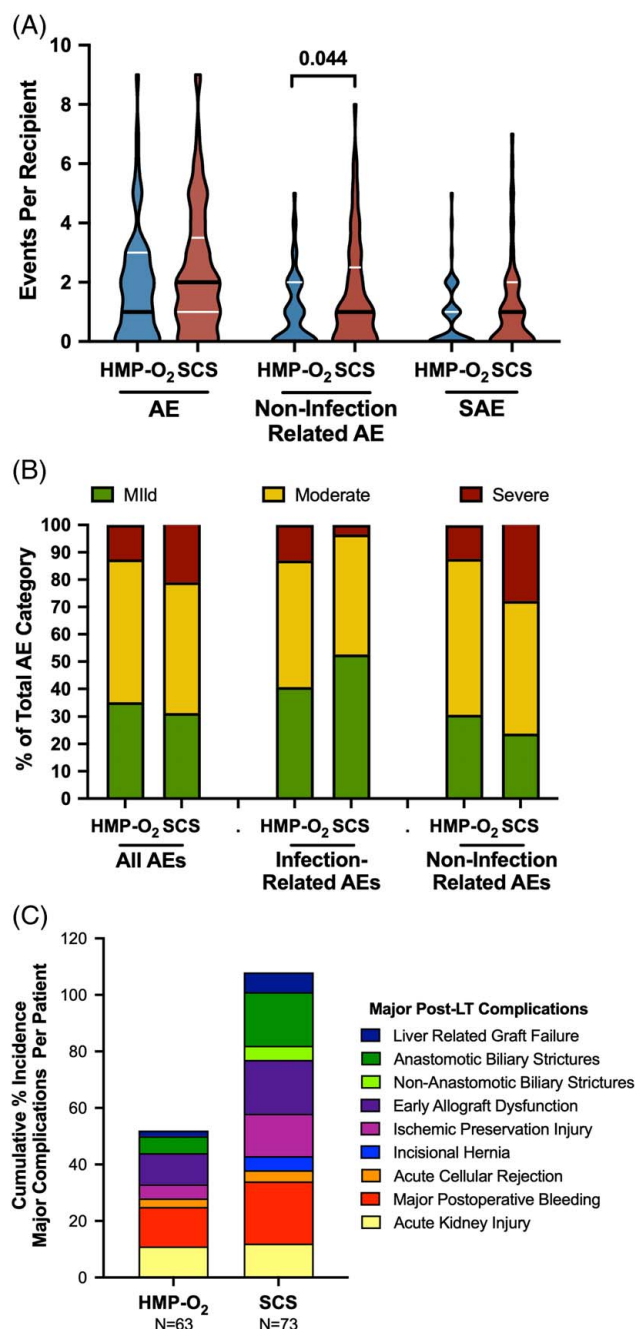 (A)
10
8
6
4
2
0
Events Per Recipient
0.044
HMP-O2 SCS HMP-O2 SCS HMP-O2 SCS
AE Non-Infection SAE
Related AE
(B)
MIld Moderate Severe
100
90
80
70
60
50
40
30
20
10
0
% of Total AE Category
HMP-O2 SCS . HMP-O2 SCS . HMP-O2 SCS
All AEs Infection- Non-Infection
Related AEs Related AEs
(C)
120
100
80
60
40
20
0
Cumulative % Incidence
Major Complications Per Patient
Major Post-LT Complications
Liver Related Graft Failure
Anastomotic Biliary Strictures
Non-Anastomotic Biliary Strictures
Early Allograft Dysfunction
Ischemic Preservation Injury
Incisional Hernia
Acute Cellular Rejection
Major Postoperative Bleeding
Acute Kidney Injury
HMP-O2 SCS
N=63 N=73